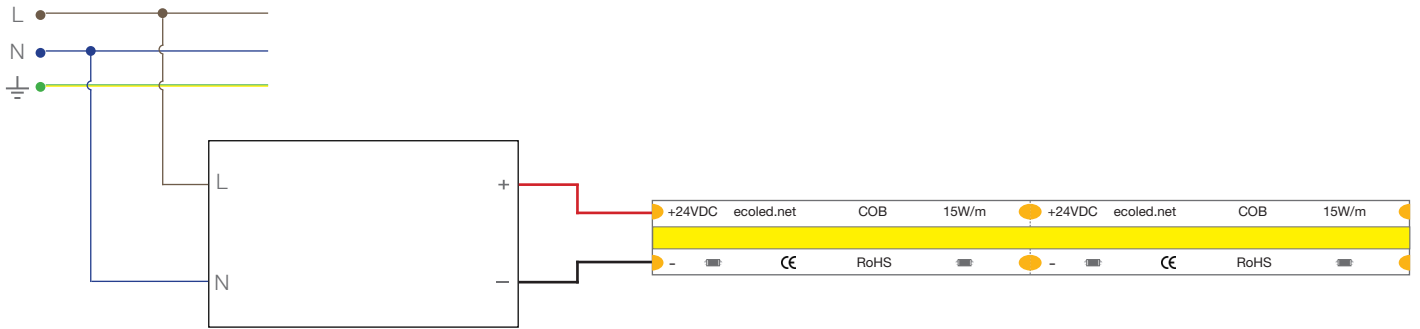 L
N
L +
+24VDC ecoled.net COB 15W/m +24VDC ecoled.net COB 15W/m
- CE RoHS - CE RoHS
N −